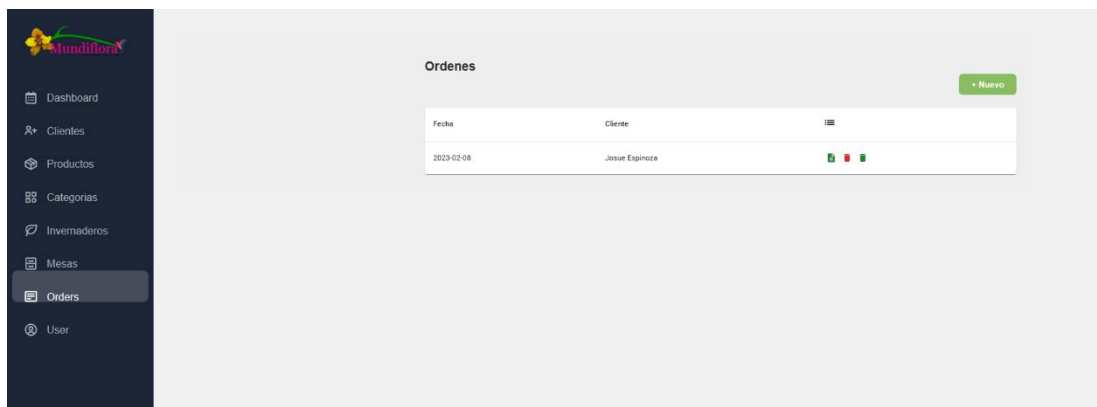 Mundiflora
Dashboard
Clientes
Productos
Categorias
Invernaderos
Mesas
Orders
User
Ordenes
+ Nuevo
Fecha Cliente
2023-02-08 Josue Espinoza